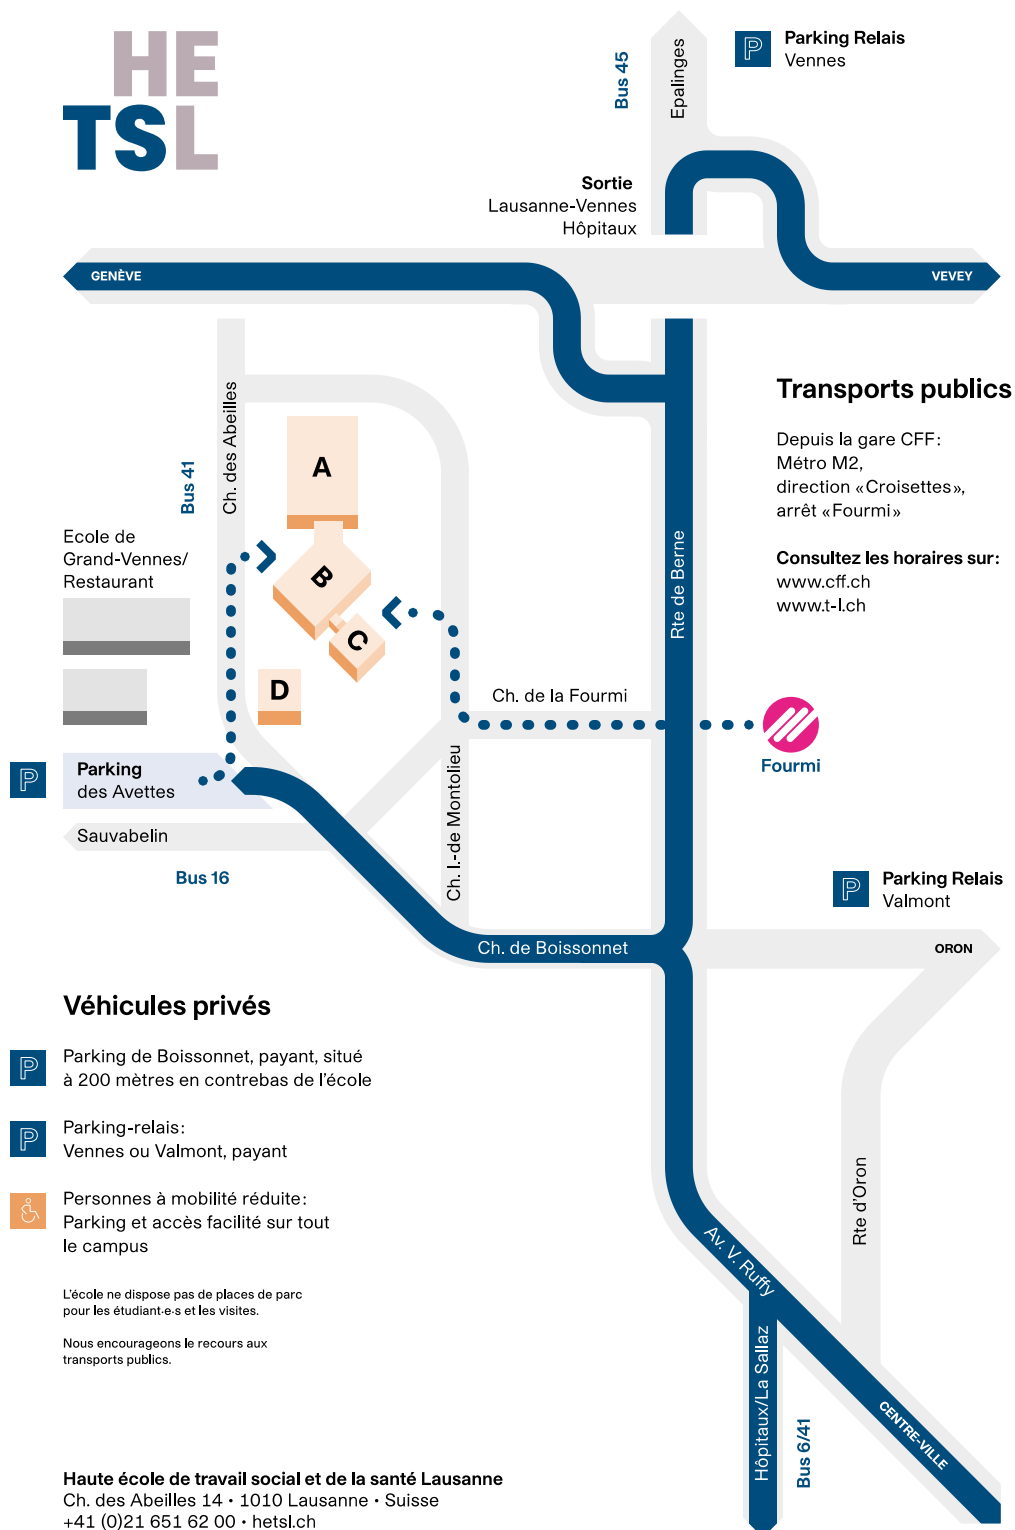 HE
TSL
Bus 45
Epalinges
P
Parking Relais
Vennes
Sortie
Lausanne-Vennes
Hôpitaux
GENÈVE
VEVEY
Transports publics
Depuis la gare CFF:
Métro M2,
direction «Croisettes»,
arrêt «Fourmi»
Consultez les horaires sur:
www.cff.ch
www.t-l.ch
Bus 41
Ch. des Abeilles
A
B
C
D
Ecole de
Grand-Vennes/
Restaurant
Rte de Berne
Ch. de la Fourmi
Fourmi
P
Parking
des Avettes
Sauvabelin
Bus 16
Ch. I.-de Montolieu
P
Parking Relais
Valmont
Ch. de Boissonnet
ORON
Véhicules privés
P
Parking de Boissonnet, payant, situé
à 200 mètres en contrebas de l'école
P
Parking-relais:
Vennes ou Valmont, payant
Personnes à mobilité réduite:
Parking et accès facilité sur tout
le campus
L'école ne dispose pas de places de parc
pour les étudiant·e·s et les visites.
Nous encourageons le recours aux
transports publics.
Rte d'Oron
Av. V. Ruffy
Hôpitaux/La Sallaz
Bus 6/41
CENTRE-VILLE
Haute école de travail social et de la santé Lausanne
Ch. des Abeilles 14 • 1010 Lausanne • Suisse
+41 (0)21 651 62 00 • hetsl.ch